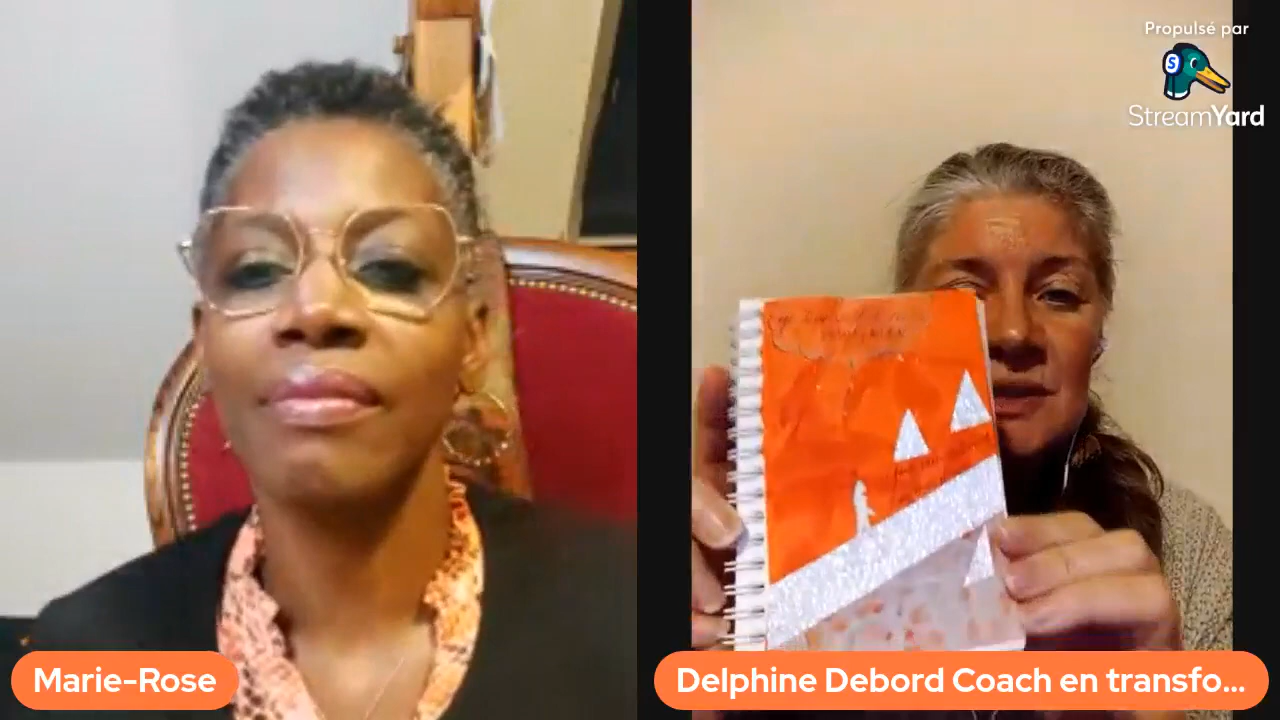 Propulsé par
StreamYard
Marie-Rose
Delphine Debord Coach en transfo...